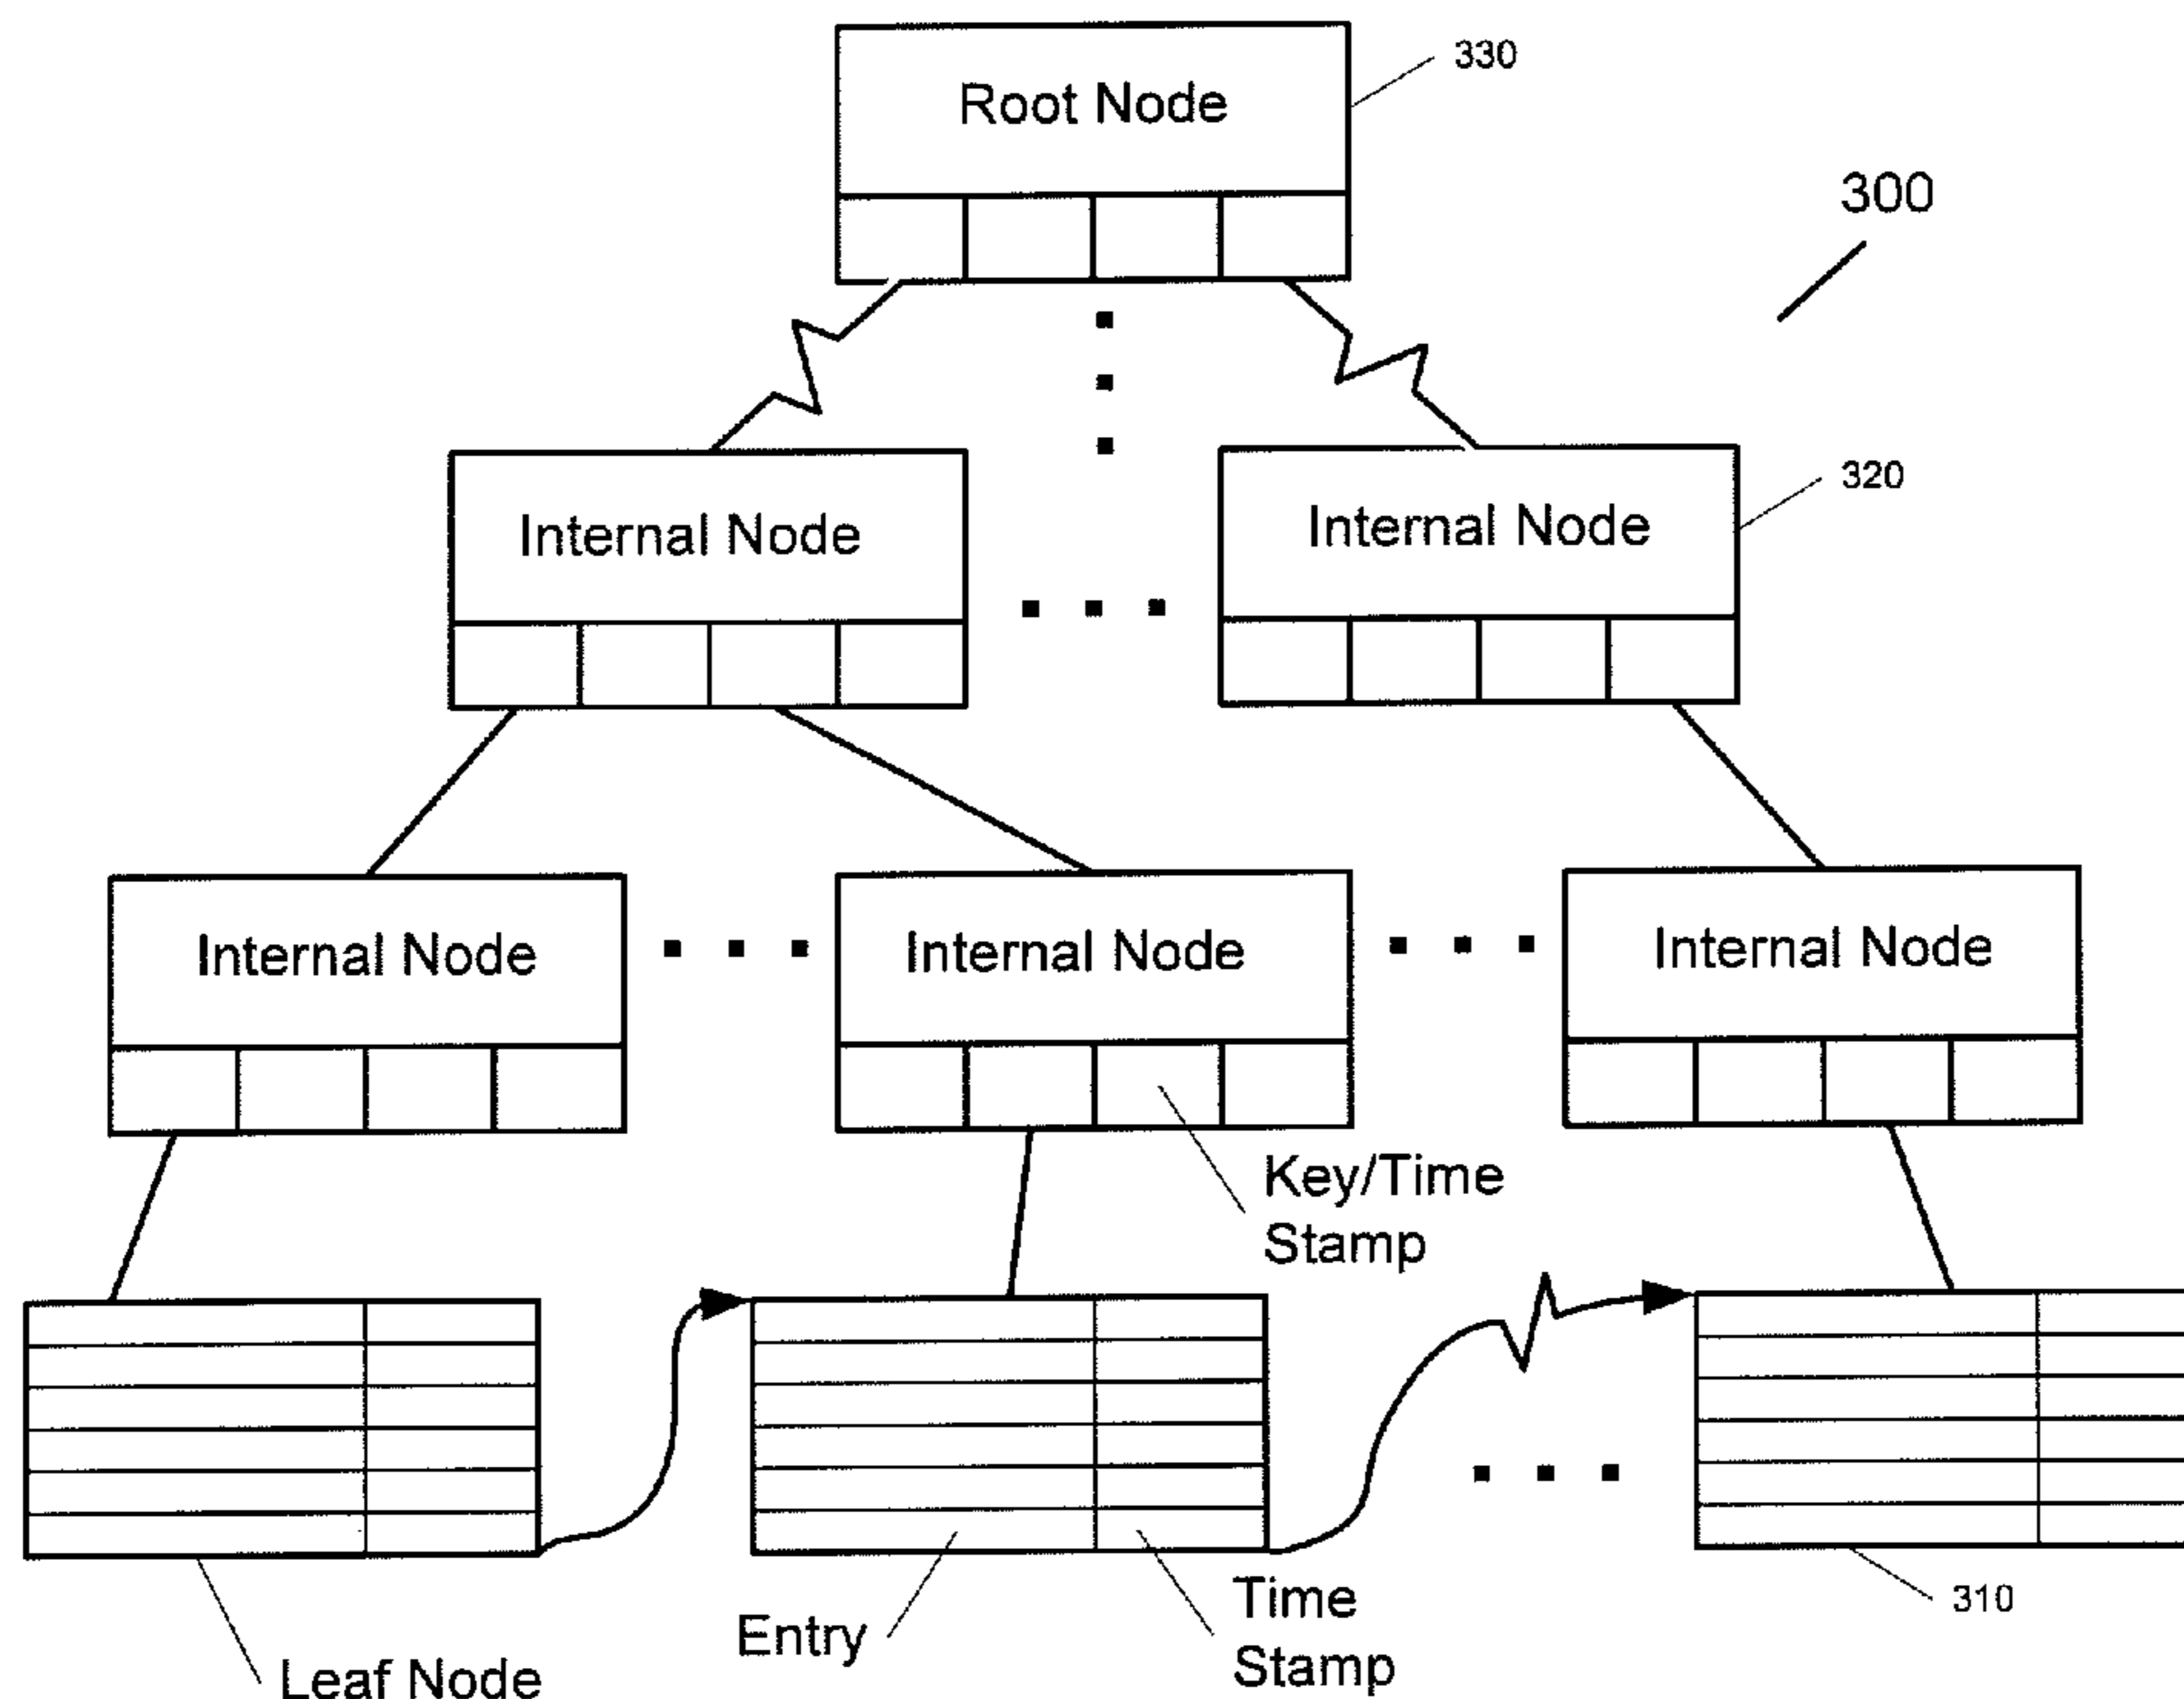 330
Root Node
300
320
Internal Node
Internal Node
Internal Node
Internal Node
Internal Node
Key/Time
Stamp
Entry
Time
Stamp
310
Leaf Node